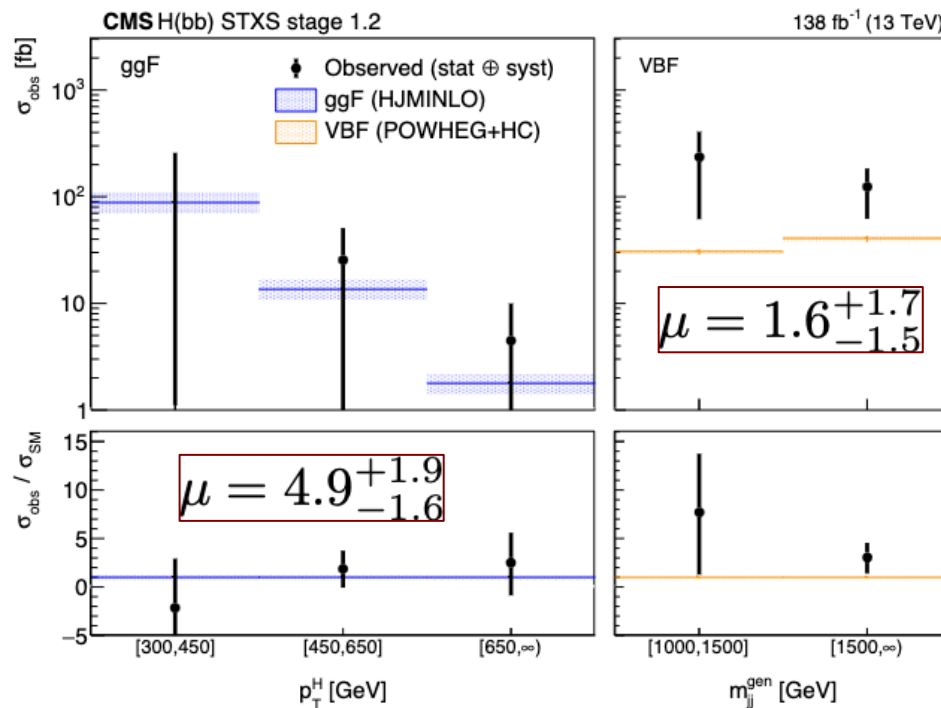 CMS H(bb) STXS stage 1.2
138 fb⁻¹ (13 TeV)
σ_obs [fb]
ggF
Observed (stat ⊕ syst)
ggF (HJMINLO)
VBF (POWHEG+HC)
VBF
10³
10²
10
1
μ = 1.6 +1.7 −1.5
σ_obs / σ_SM
15
10
5
0
−5
μ = 4.9 +1.9 −1.6
[300,450] [450,650] [650,∞) [1000,1500] [1500,∞)
p_T^H [GeV] m_jj^gen [GeV]